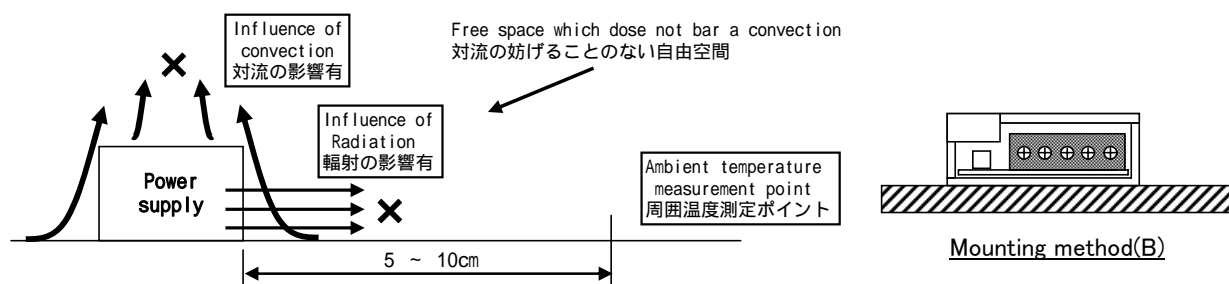 Influence of
convection
対流の影響有
Free space which dose not bar a convection
対流の妨げることのない自由空間
Influence of
Radiation
輻射の影響有
Power
supply
Ambient temperature
measurement point
周囲温度測定ポイント
5 ~ 10cm
Mounting method(B)